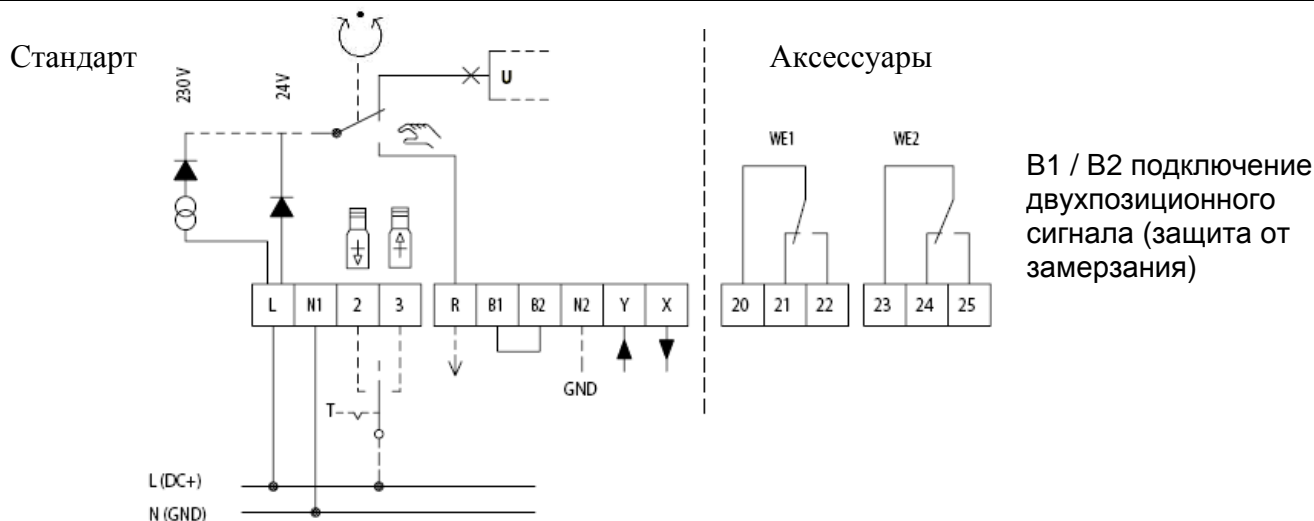 Стандарт
Аксессуары
230V
24V
U
WE1
WE2
B1 / B2 подключение
двухпозиционного
сигнала (защита от
замерзания)
L N1 2 3 R B1 B2 N2 Y X
20 21 22 23 24 25
GND
T
L (DC+)
N (GND)